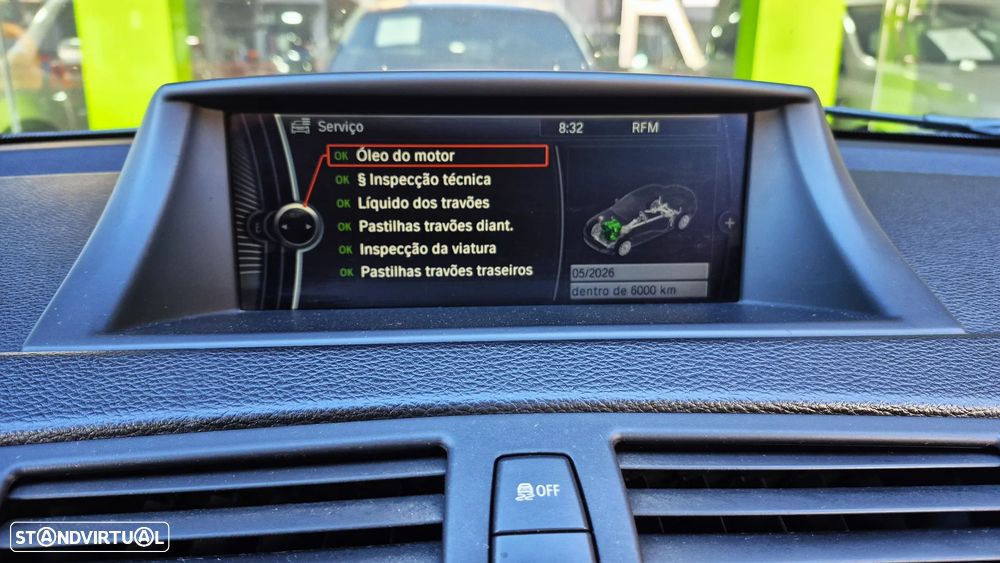 Serviço
8:32
RFM
OK Óleo do motor
OK § Inspecção técnica
OK Líquido dos travões
OK Pastilhas travões diant.
OK Inspecção da viatura
OK Pastilhas travões traseiros
05/2026
dentro de 6000 km
OFF
STANDVIRTUAL